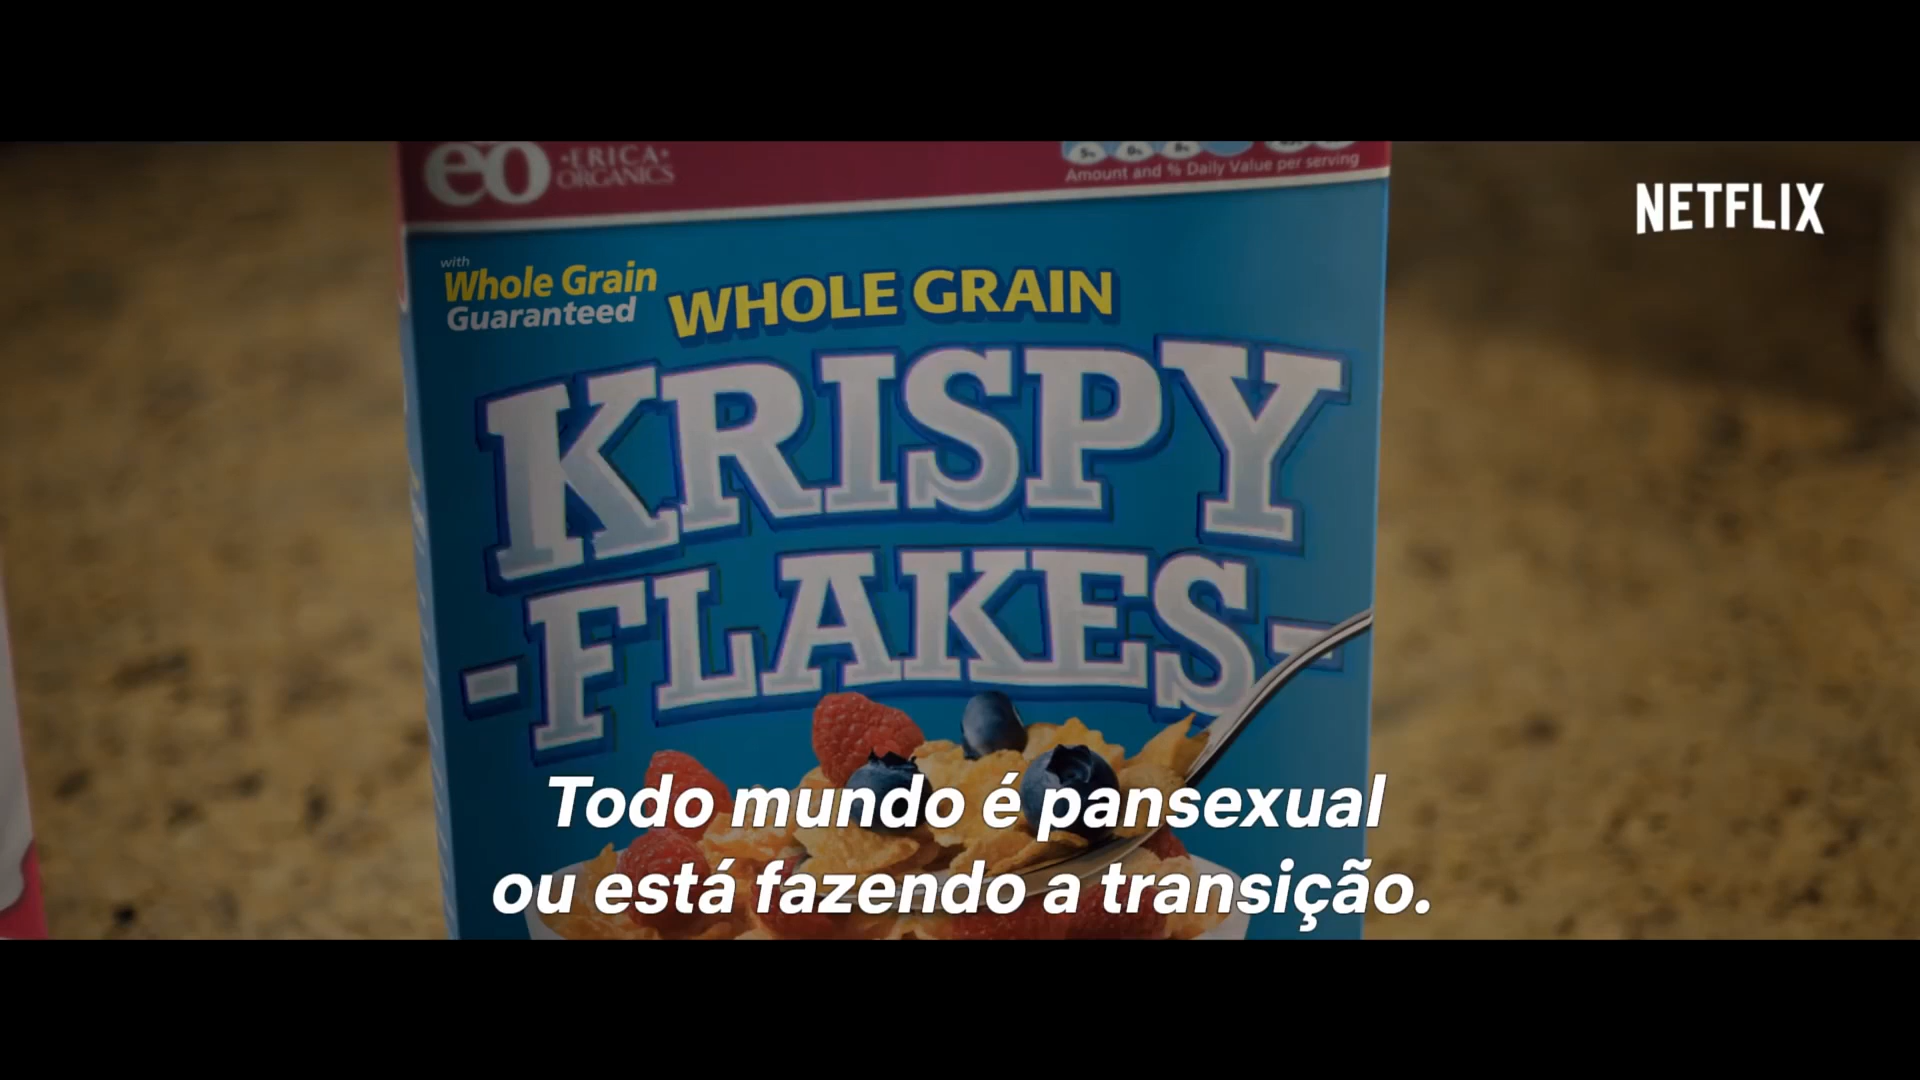 eo
·ERICA·
ORGANICS
Amount and % Daily Value per serving
NETFLIX
with
Whole Grain
Guaranteed
WHOLE GRAIN
KRISPY
-FLAKES-
Todo mundo é pansexual
ou está fazendo a transição.